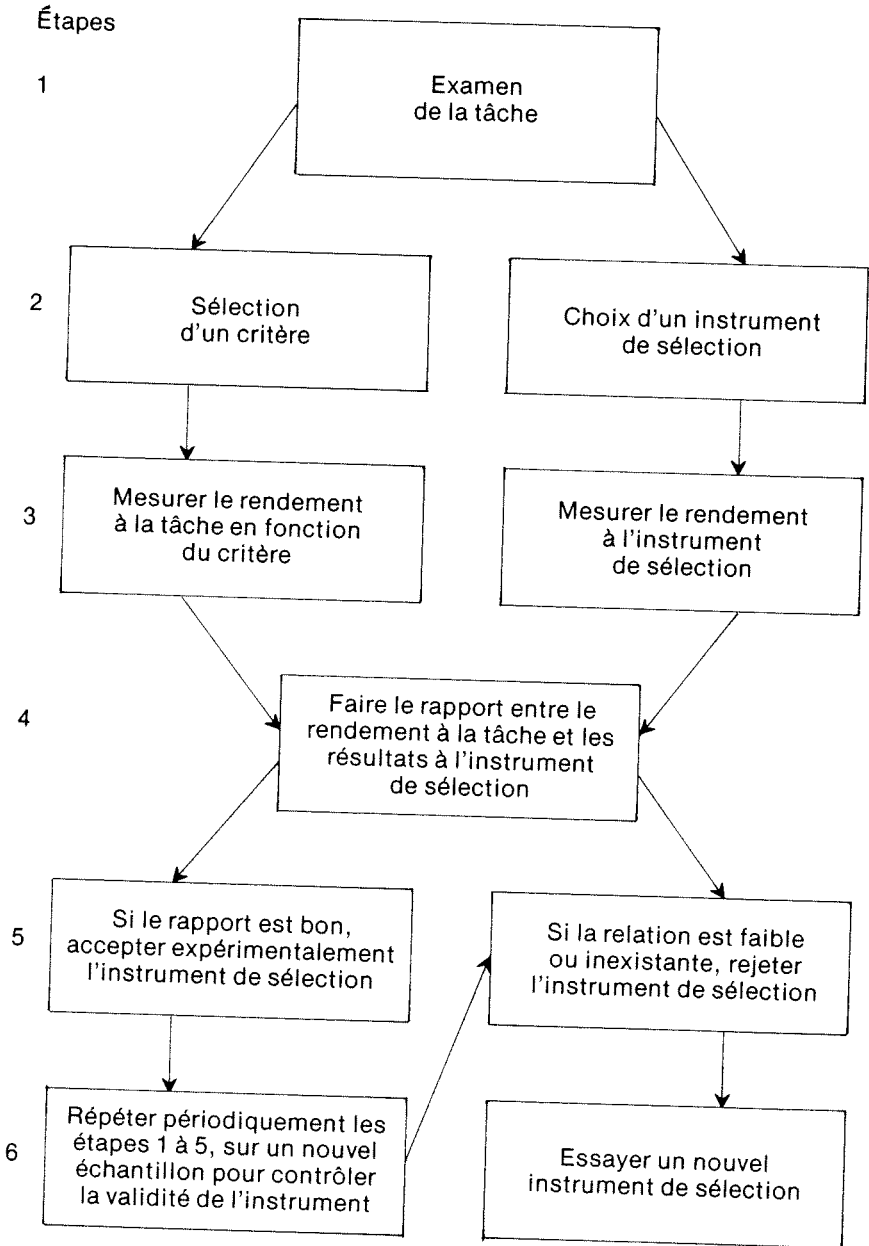 Étapes
1
Examen
de la tâche
2
Sélection
d'un critère
Choix d'un instrument
de sélection
3
Mesurer le rendement
à la tâche en fonction
du critère
Mesurer le rendement
à l'instrument
de sélection
4
Faire le rapport entre le
rendement à la tâche et les
résultats à l'instrument
de sélection
5
Si le rapport est bon,
accepter expérimentalement
l'instrument de sélection
Si la relation est faible
ou inexistante, rejeter
l'instrument de sélection
6
Répéter périodiquement les
étapes 1 à 5, sur un nouvel
échantillon pour contrôler
la validité de l'instrument
Essayer un nouvel
instrument de sélection